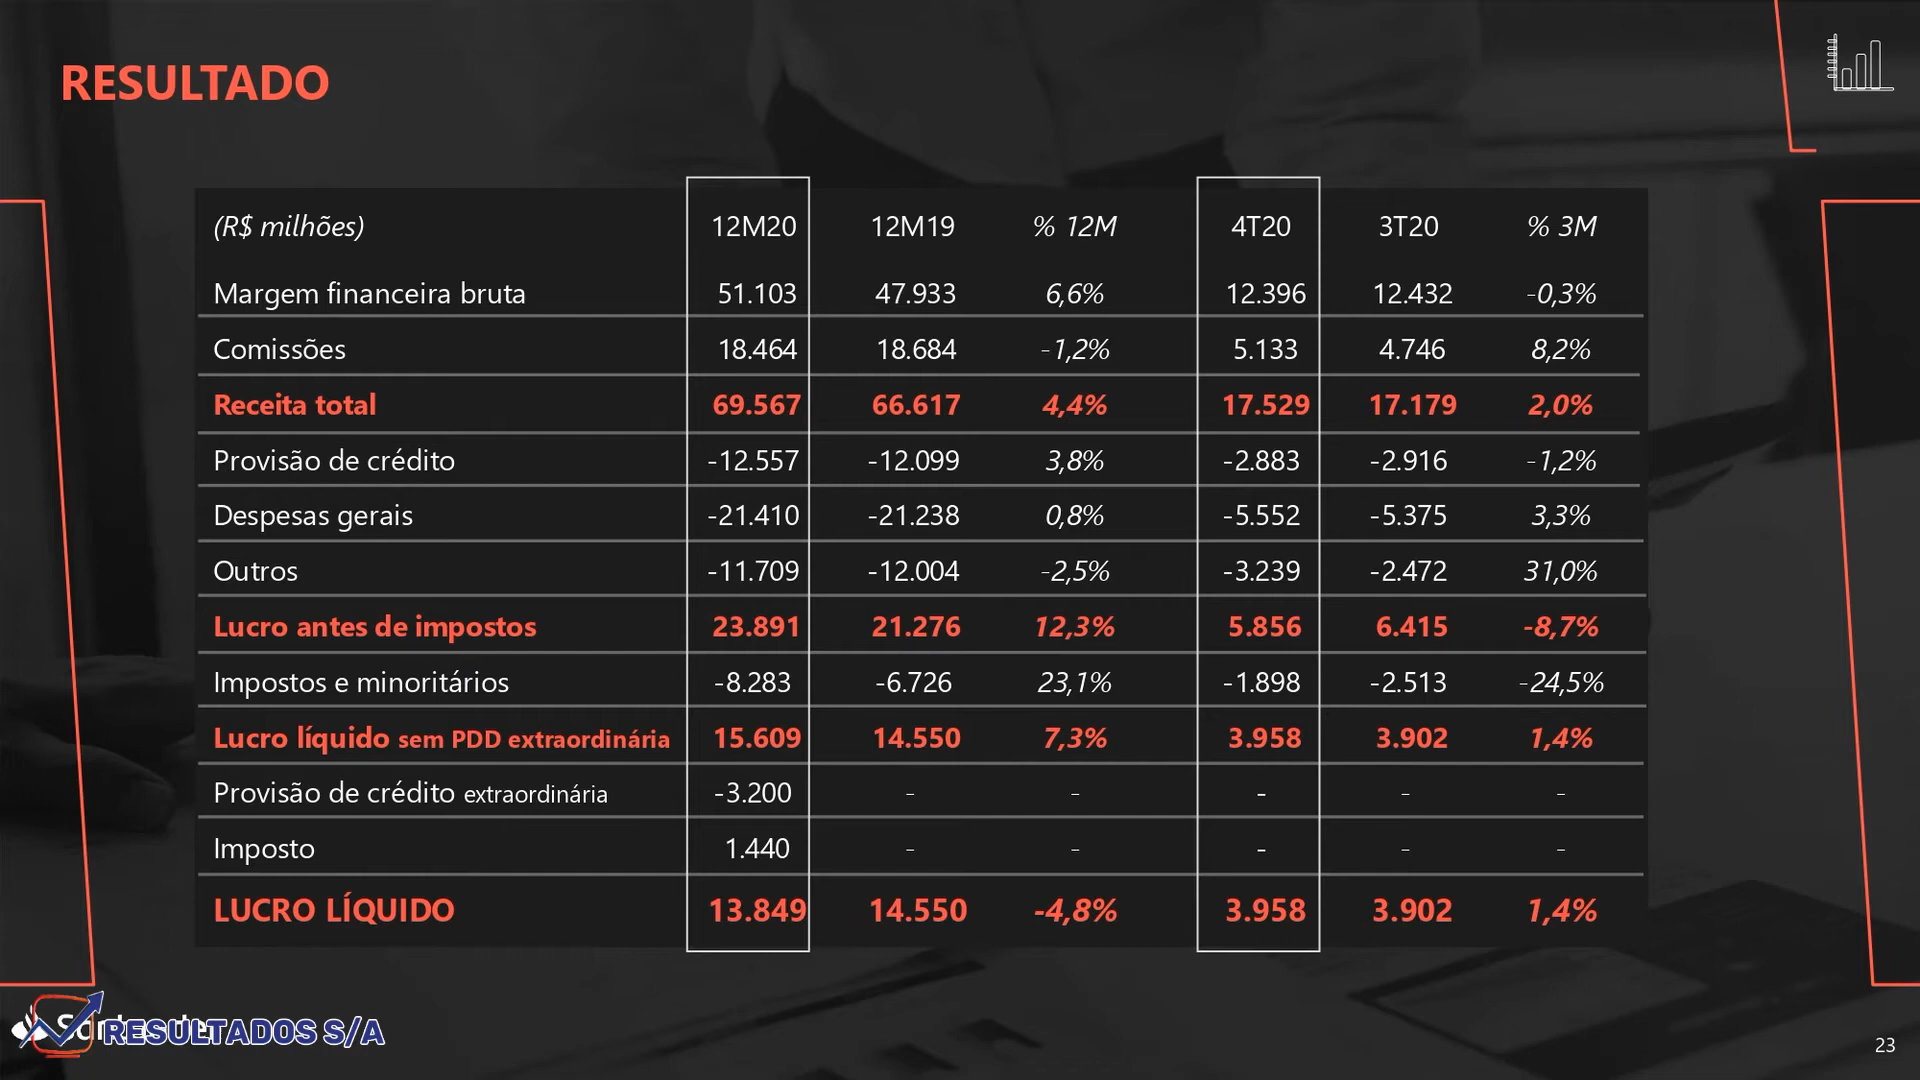 RESULTADO
(R$ milhões) 12M20 12M19 % 12M 4T20 3T20 % 3M
Margem financeira bruta 51.103 47.933 6,6% 12.396 12.432 -0,3%
Comissões 18.464 18.684 -1,2% 5.133 4.746 8,2%
Receita total 69.567 66.617 4,4% 17.529 17.179 2,0%
Provisão de crédito -12.557 -12.099 3,8% -2.883 -2.916 -1,2%
Despesas gerais -21.410 -21.238 0,8% -5.552 -5.375 3,3%
Outros -11.709 -12.004 -2,5% -3.239 -2.472 31,0%
Lucro antes de impostos 23.891 21.276 12,3% 5.856 6.415 -8,7%
Impostos e minoritários -8.283 -6.726 23,1% -1.898 -2.513 -24,5%
Lucro líquido sem PDD extraordinária 15.609 14.550 7,3% 3.958 3.902 1,4%
Provisão de crédito extraordinária -3.200 - - - - -
Imposto 1.440 - - - - -
LUCRO LÍQUIDO 13.849 14.550 -4,8% 3.958 3.902 1,4%
RESULTADOS S/A
23